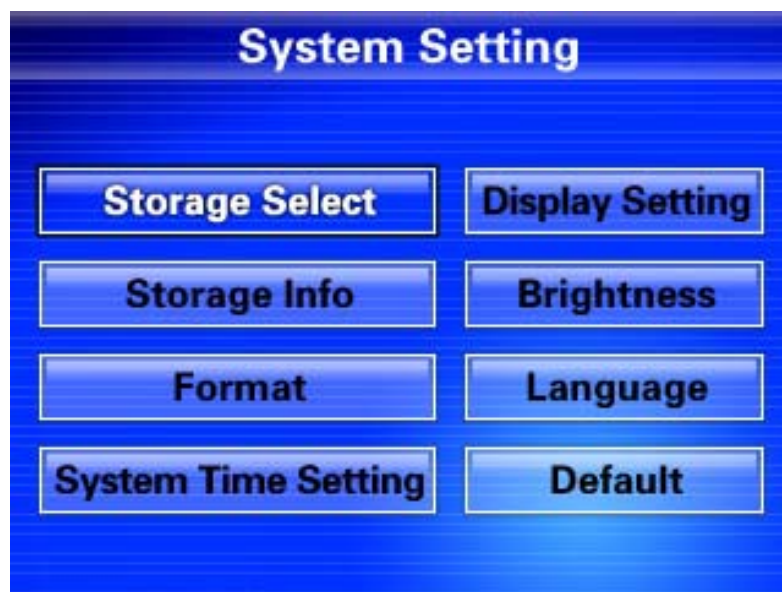 System Setting
Storage Select
Display Setting
Storage Info
Brightness
Format
Language
System Time Setting
Default